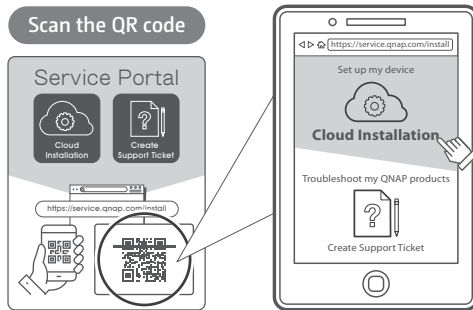 Scan the QR code
Service Portal
Cloud
Installation
Create
Support Ticket
https://service.qnap.com/install
https://service.qnap.com/install
Set up my device
Cloud Installation
Troubleshoot my QNAP products
Create Support Ticket